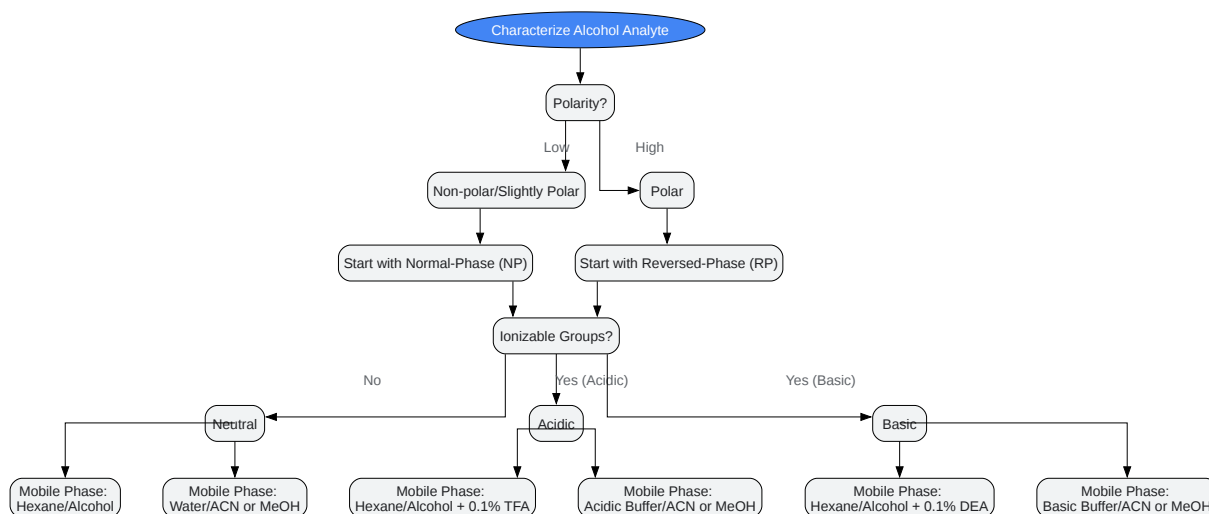 Characterize Alcohol Analyte
Polarity?
Low
High
Non-polar/Slightly Polar
Polar
Start with Normal-Phase (NP)
Start with Reversed-Phase (RP)
Ionizable Groups?
No
Yes (Acidic)
Yes (Basic)
Neutral
Acidic
Basic
Mobile Phase:
Hexane/Alcohol
Mobile Phase:
Water/ACN or MeOH
Mobile Phase:
Hexane/Alcohol + 0.1% TFA
Mobile Phase:
Acidic Buffer/ACN or MeOH
Mobile Phase:
Hexane/Alcohol + 0.1% DEA
Mobile Phase:
Basic Buffer/ACN or MeOH